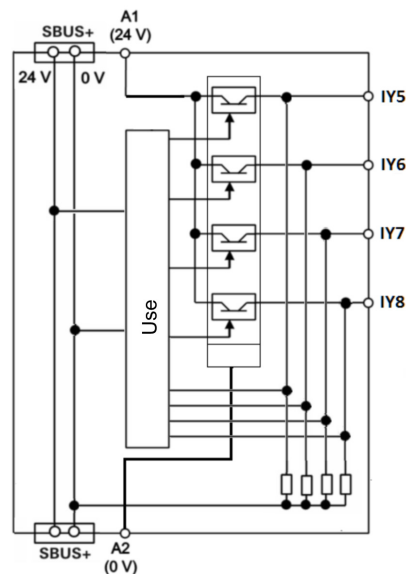 A1
SBUS+
(24 V)
24 V
0 V
IY5
IY6
IY7
Use
IY8
SBUS+
A2
(0 V)